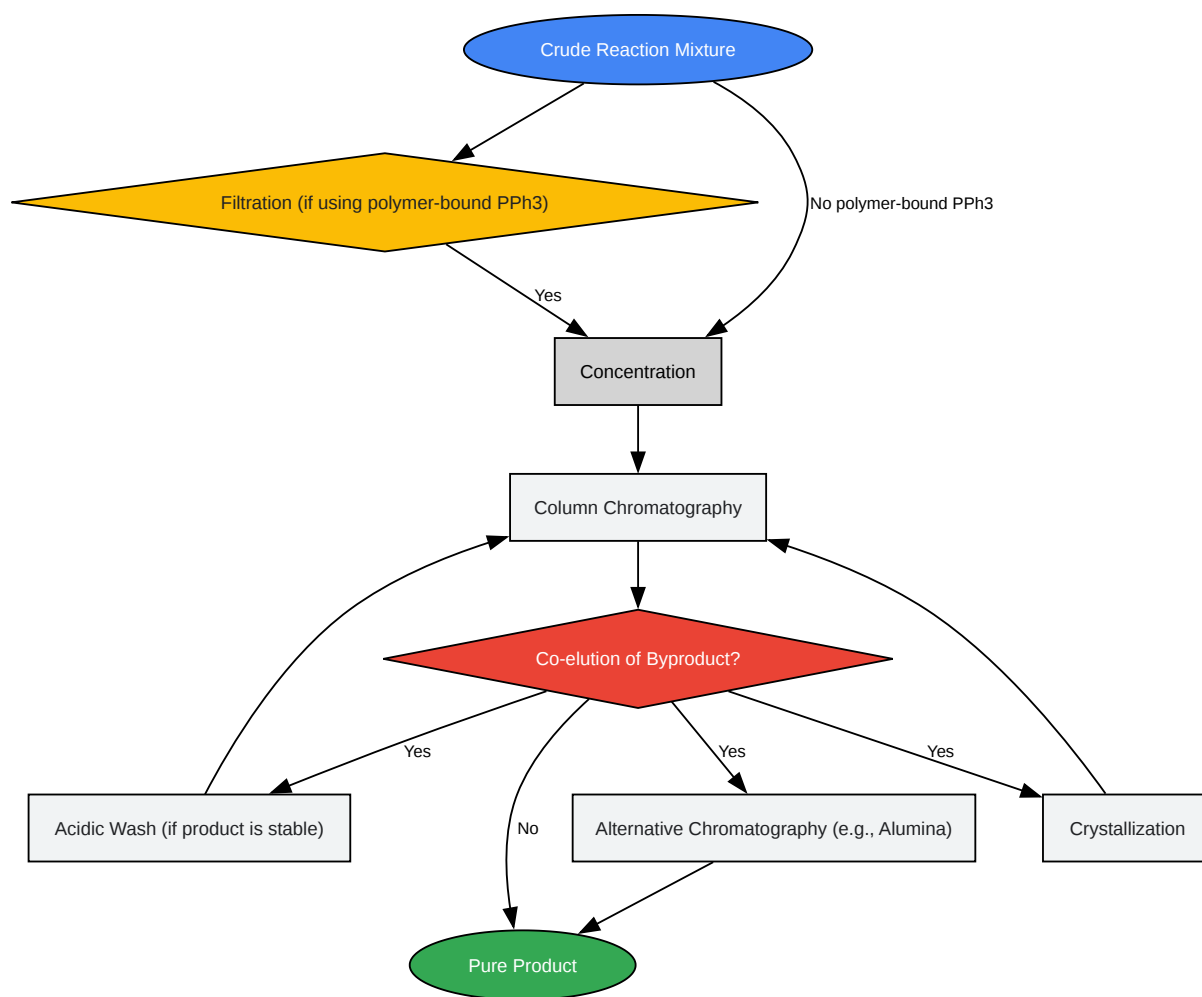 Crude Reaction Mixture
Filtration (if using polymer-bound PPh3)
No polymer-bound PPh3
Yes
Concentration
Column Chromatography
Co-elution of Byproduct?
Yes
Yes
Yes
Acidic Wash (if product is stable)
No
Alternative Chromatography (e.g., Alumina)
Crystallization
Pure Product